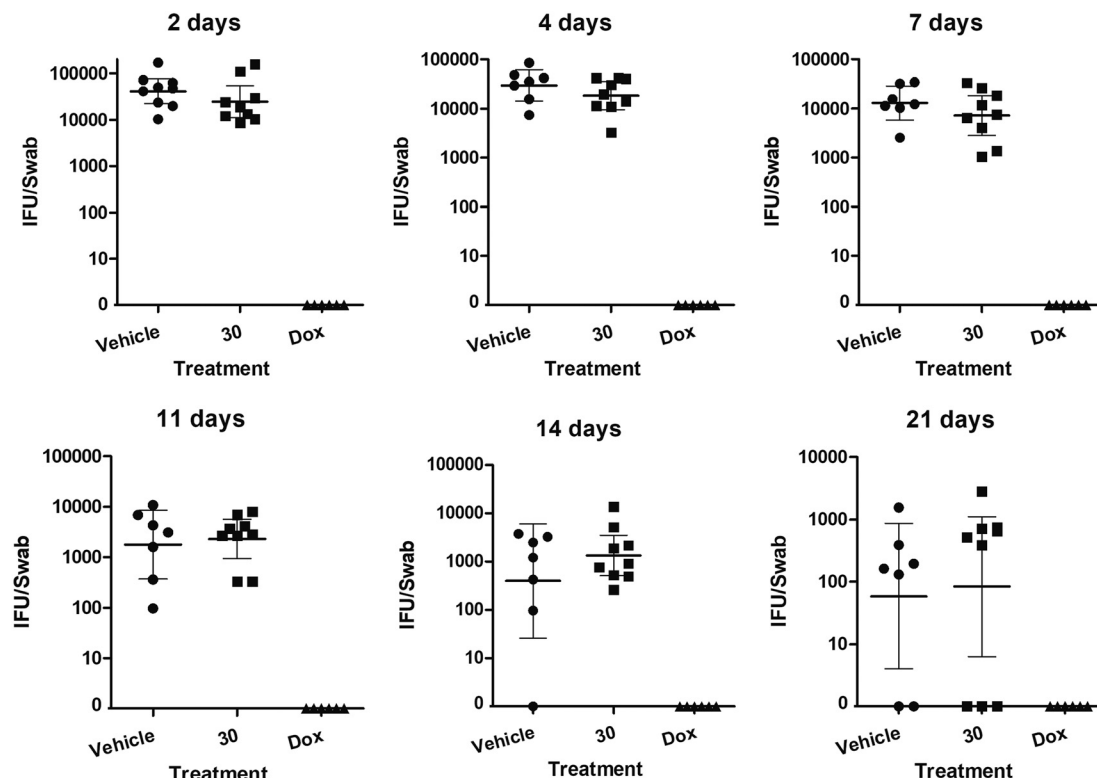 2 days
4 days
7 days
IFU/Swab
100000
10000
1000
100
10
0
Vehicle
30
Dox
Treatment
IFU/Swab
100000
10000
1000
100
10
0
Vehicle
30
Dox
Treatment
IFU/Swab
100000
10000
1000
100
10
0
Vehicle
30
Dox
Treatment
11 days
14 days
21 days
IFU/Swab
100000
10000
1000
100
10
0
Vehicle
30
Dox
Treatment
IFU/Swab
100000
10000
1000
100
10
0
Vehicle
30
Dox
Treatment
IFU/Swab
10000
1000
100
10
0
Vehicle
30
Dox
Treatment